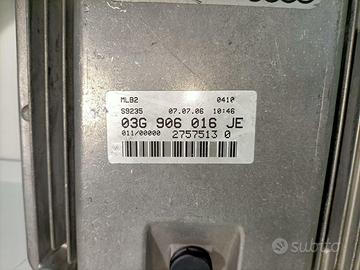 MLB2 0410
S9235 07.07.06 10:46
03G 906 016 JE
011/00000 2757513 0
subito